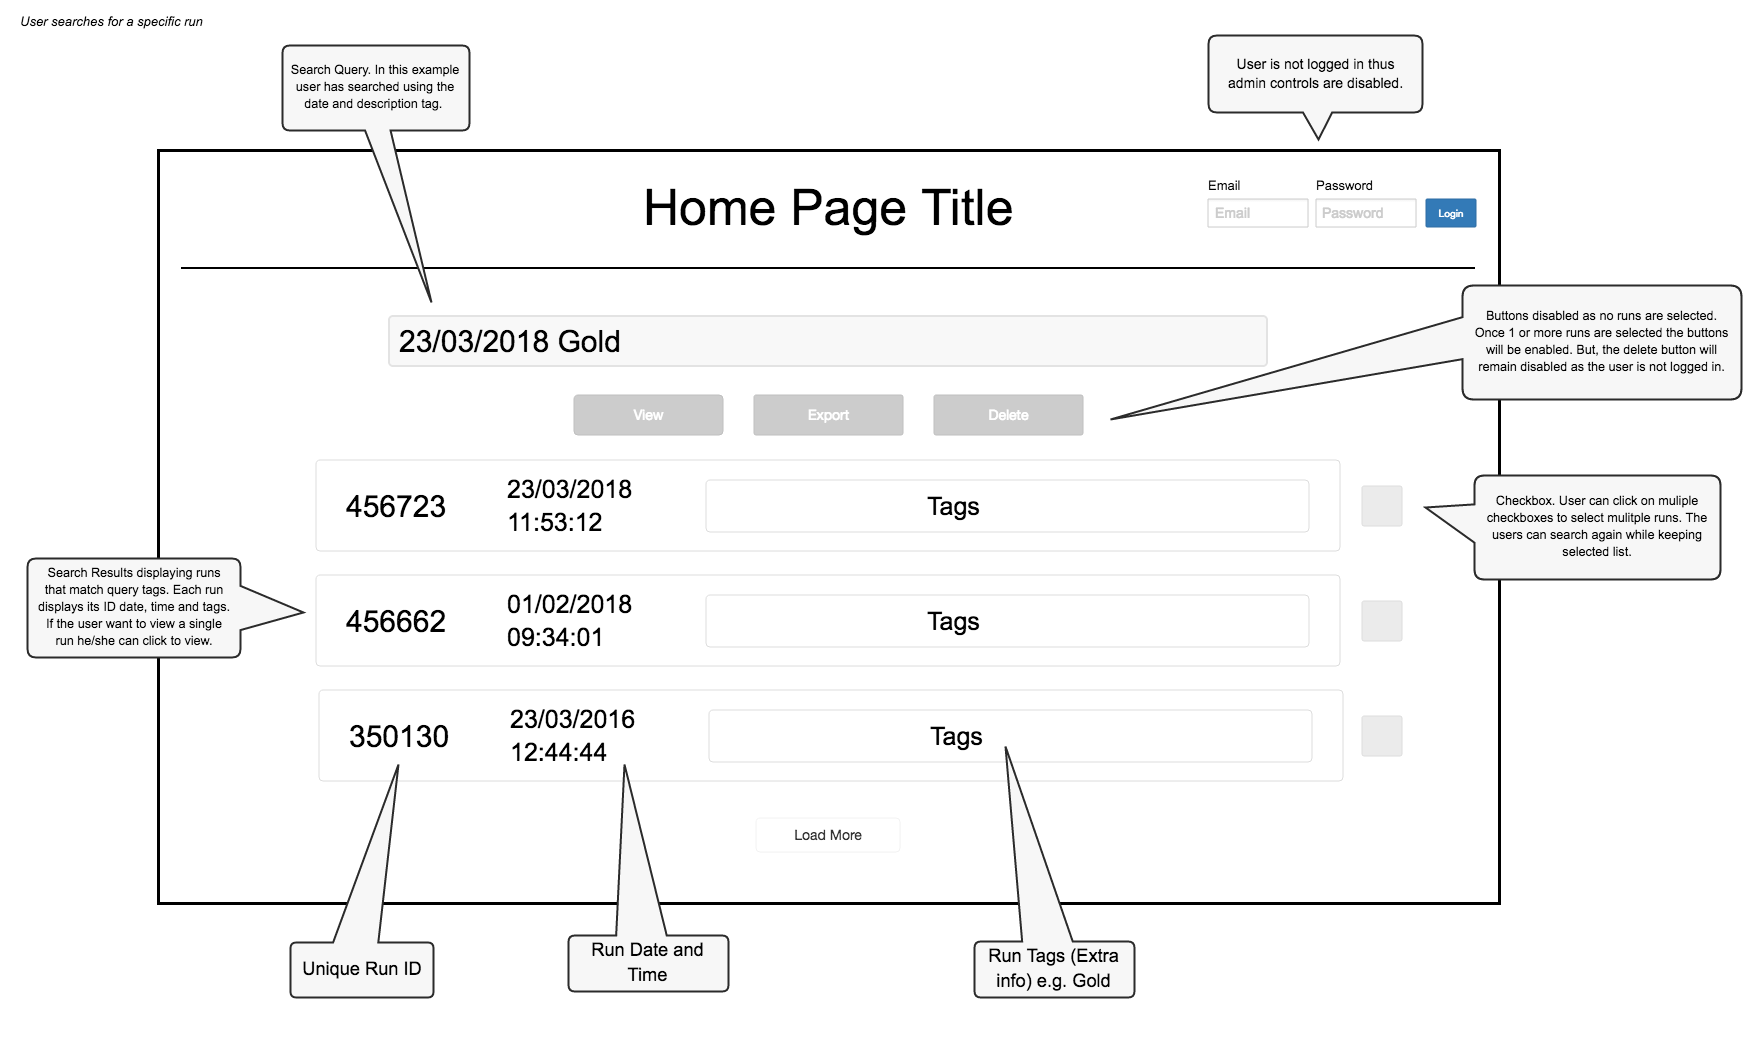 User searches for a specific run
Search Query. In this example
user has searched using the
date and description tag.
User is not logged in thus
admin controls are disabled.
Home Page Title
Email
Password
Email
Password
Login
23/03/2018 Gold
Buttons disabled as no runs are selected.
Once 1 or more runs are selected the buttons
will be enabled. But, the delete button will
remain disabled as the user is not logged in.
View
Export
Delete
456723
23/03/2018
11:53:12
Tags
Checkbox. User can click on muliple
checkboxes to select mulitple runs. The
users can search again while keeping
selected list.
Search Results displaying runs
that match query tags. Each run
displays its ID date, time and tags.
If the user want to view a single
run he/she can click to view.
456662
01/02/2018
09:34:01
Tags
350130
23/03/2016
12:44:44
Tags
Load More
Unique Run ID
Run Date and
Time
Run Tags (Extra
info) e.g. Gold